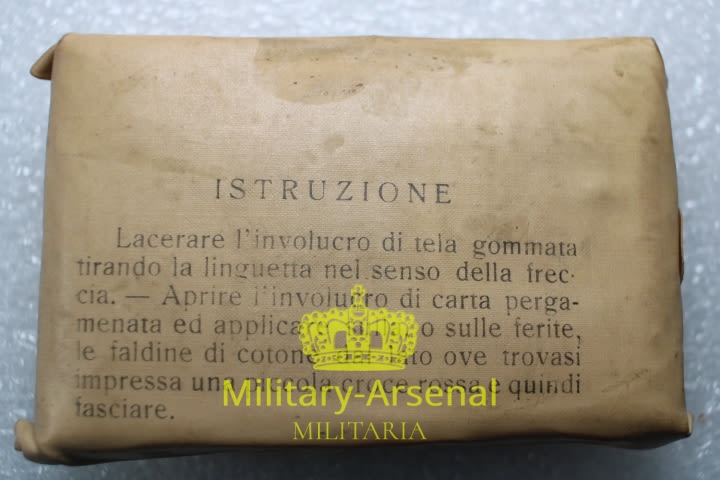 ISTRUZIONE
Lacerare l'involucro di tela gommata
tirando la linguetta nel senso della frec-
cia. — Aprire l'involucro di carta perga-
menata ed applicare sulle ferite,
le faldine di cotone ove trovasi
impressa una piccola croce rossa e quindi
fasciare.
Military-Arsenal
MILITARIA